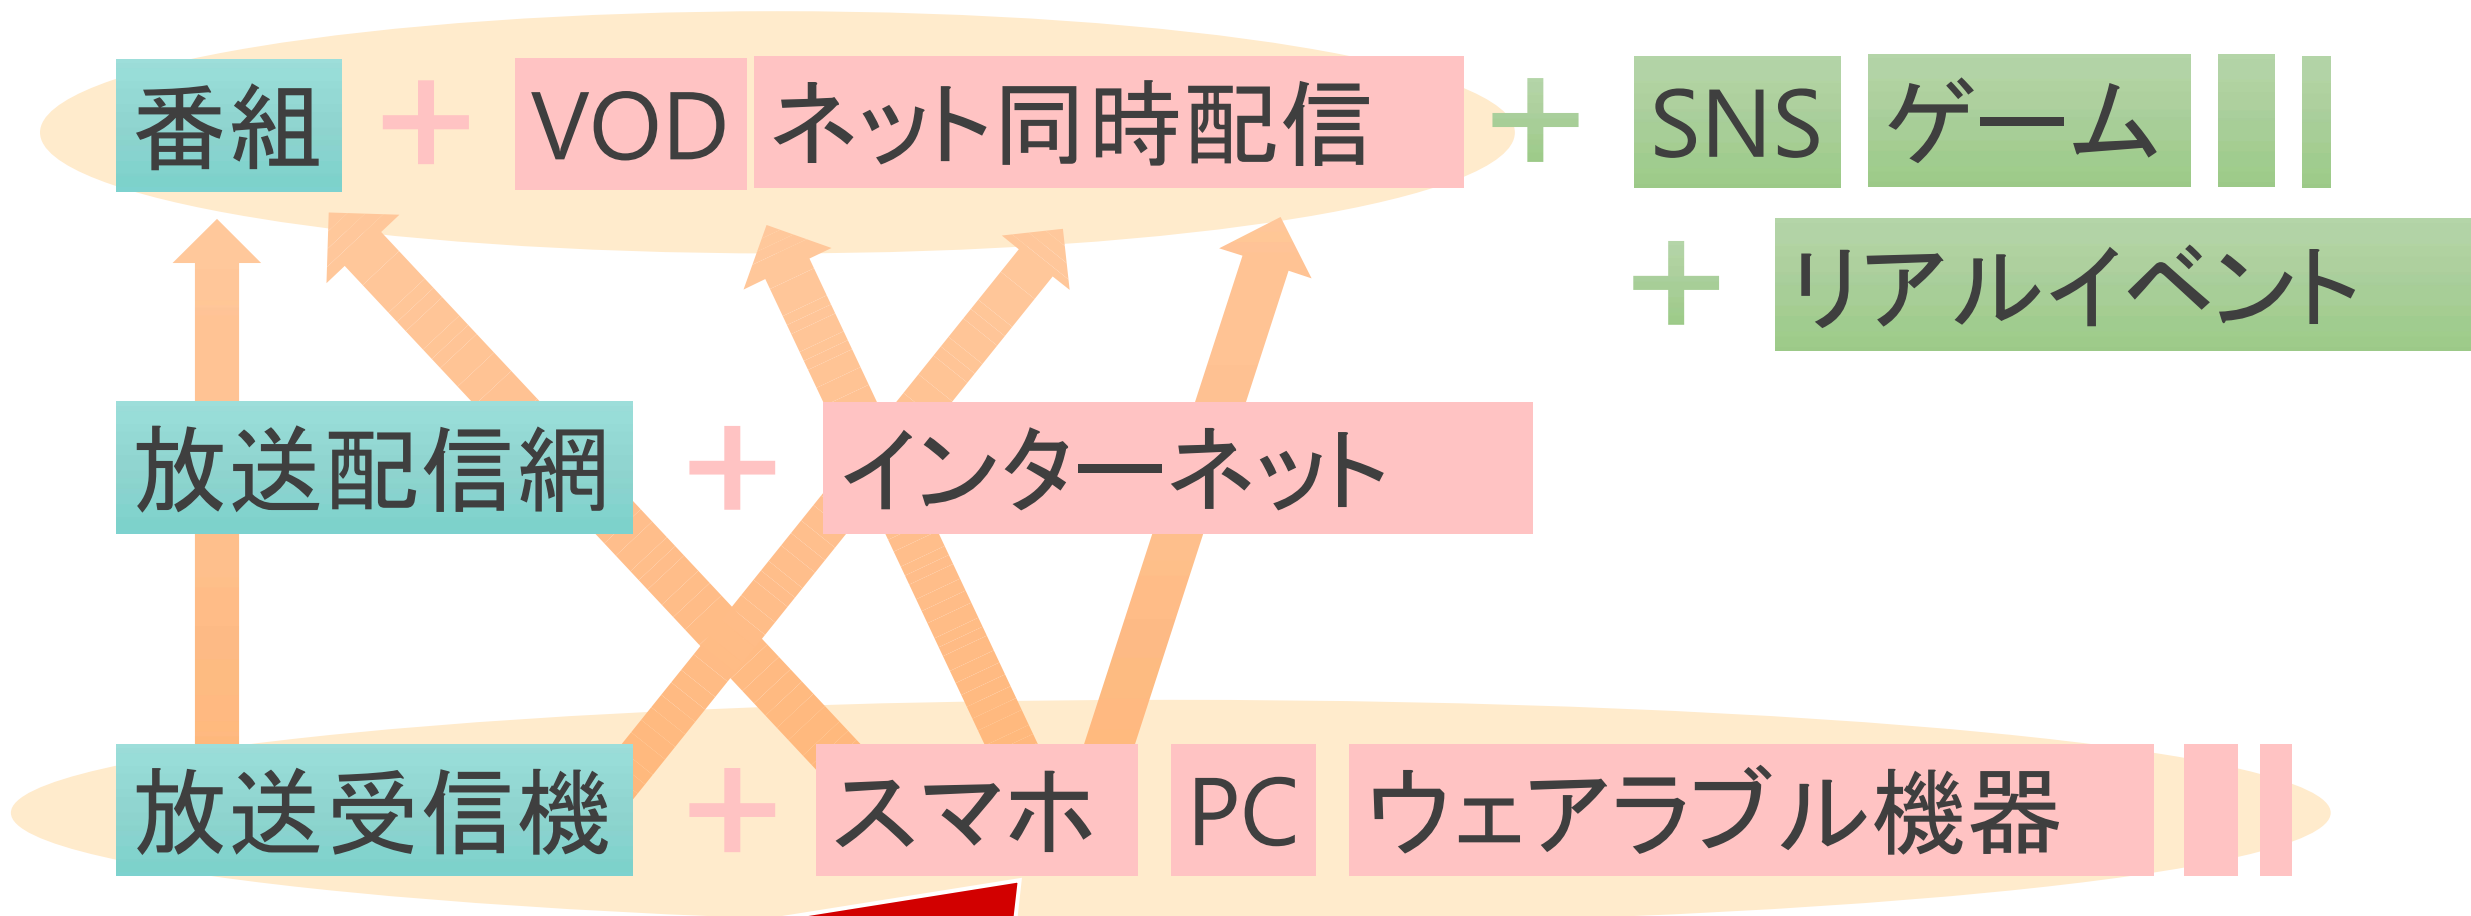 番組 + VOD ネット同時配信 + SNS ゲーム
+ リアルイベント
放送配信網 + インターネット
放送受信機 + スマホ PC ウェアラブル機器